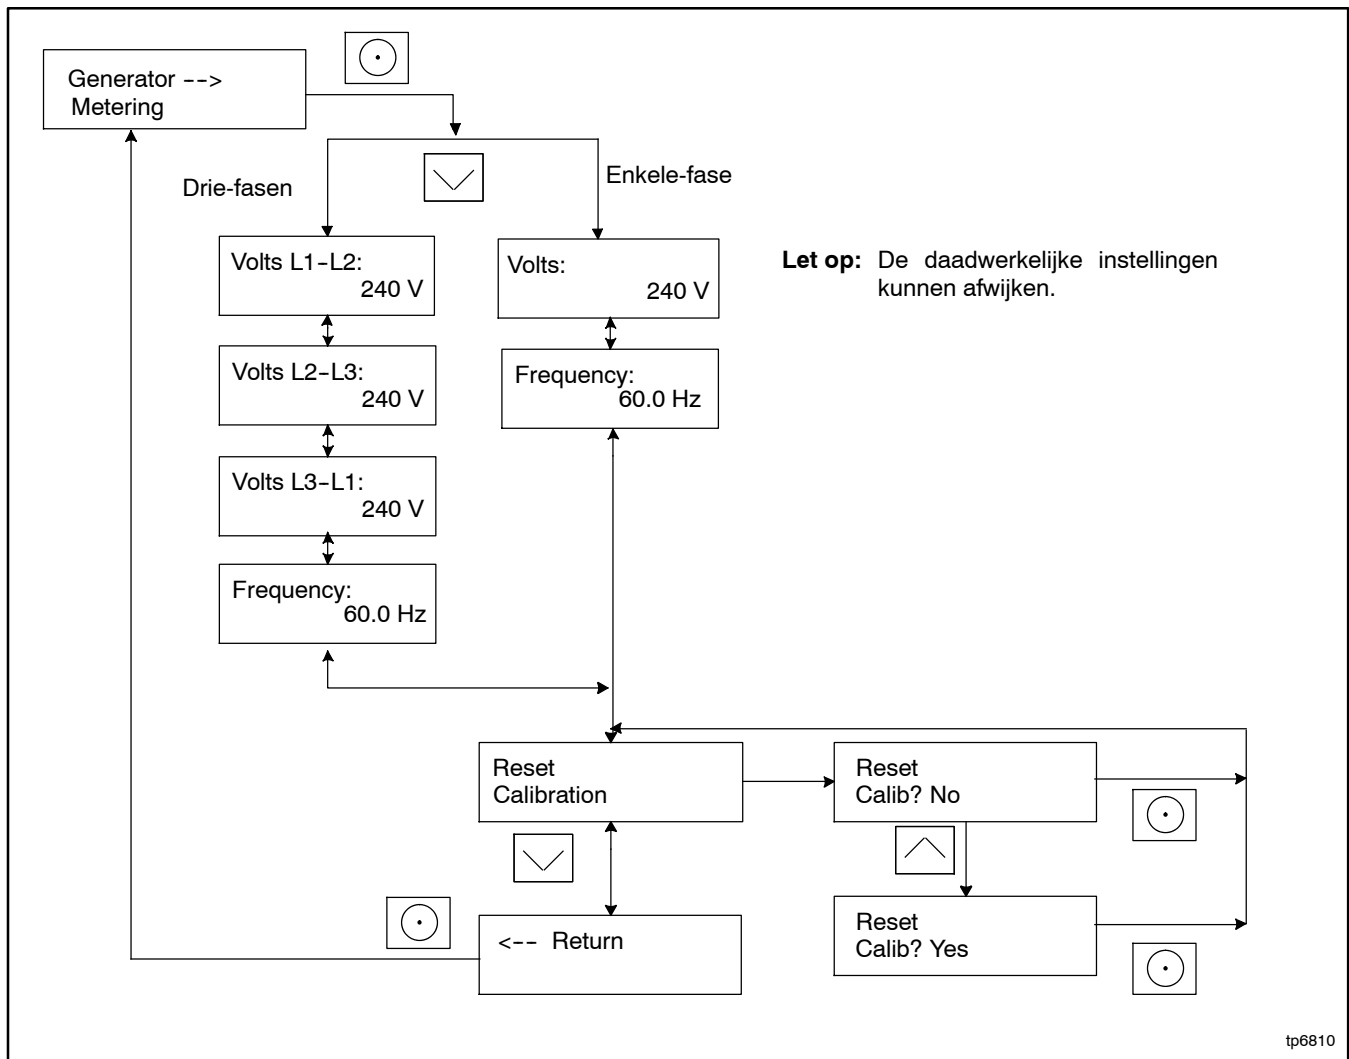 Generator -->
Metering
Drie-fasen
Enkele-fase
Volts L1-L2:
240 V
Volts L2-L3:
240 V
Volts L3-L1:
240 V
Frequency:
60.0 Hz
Volts:
240 V
Frequency:
60.0 Hz
Let op: De daadwerkelijke instellingen
kunnen afwijken.
Reset
Calibration
Reset
Calib? No
<-- Return
Reset
Calib? Yes
tp6810